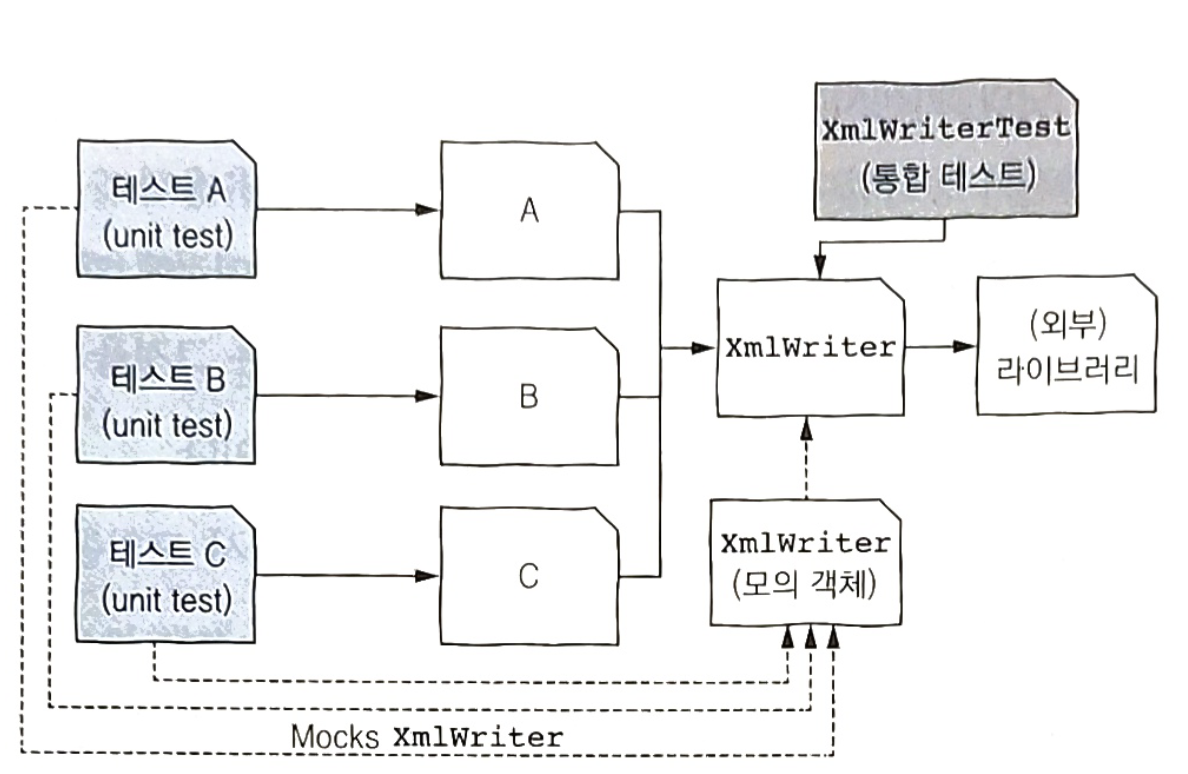 XmlWriterTest
(통합 테스트)
테스트 A
(unit test)
A
테스트 B
(unit test)
B
XmlWriter
(외부)
라이브러리
테스트 C
(unit test)
C
XmlWriter
(모의 객체)
Mocks XmlWriter